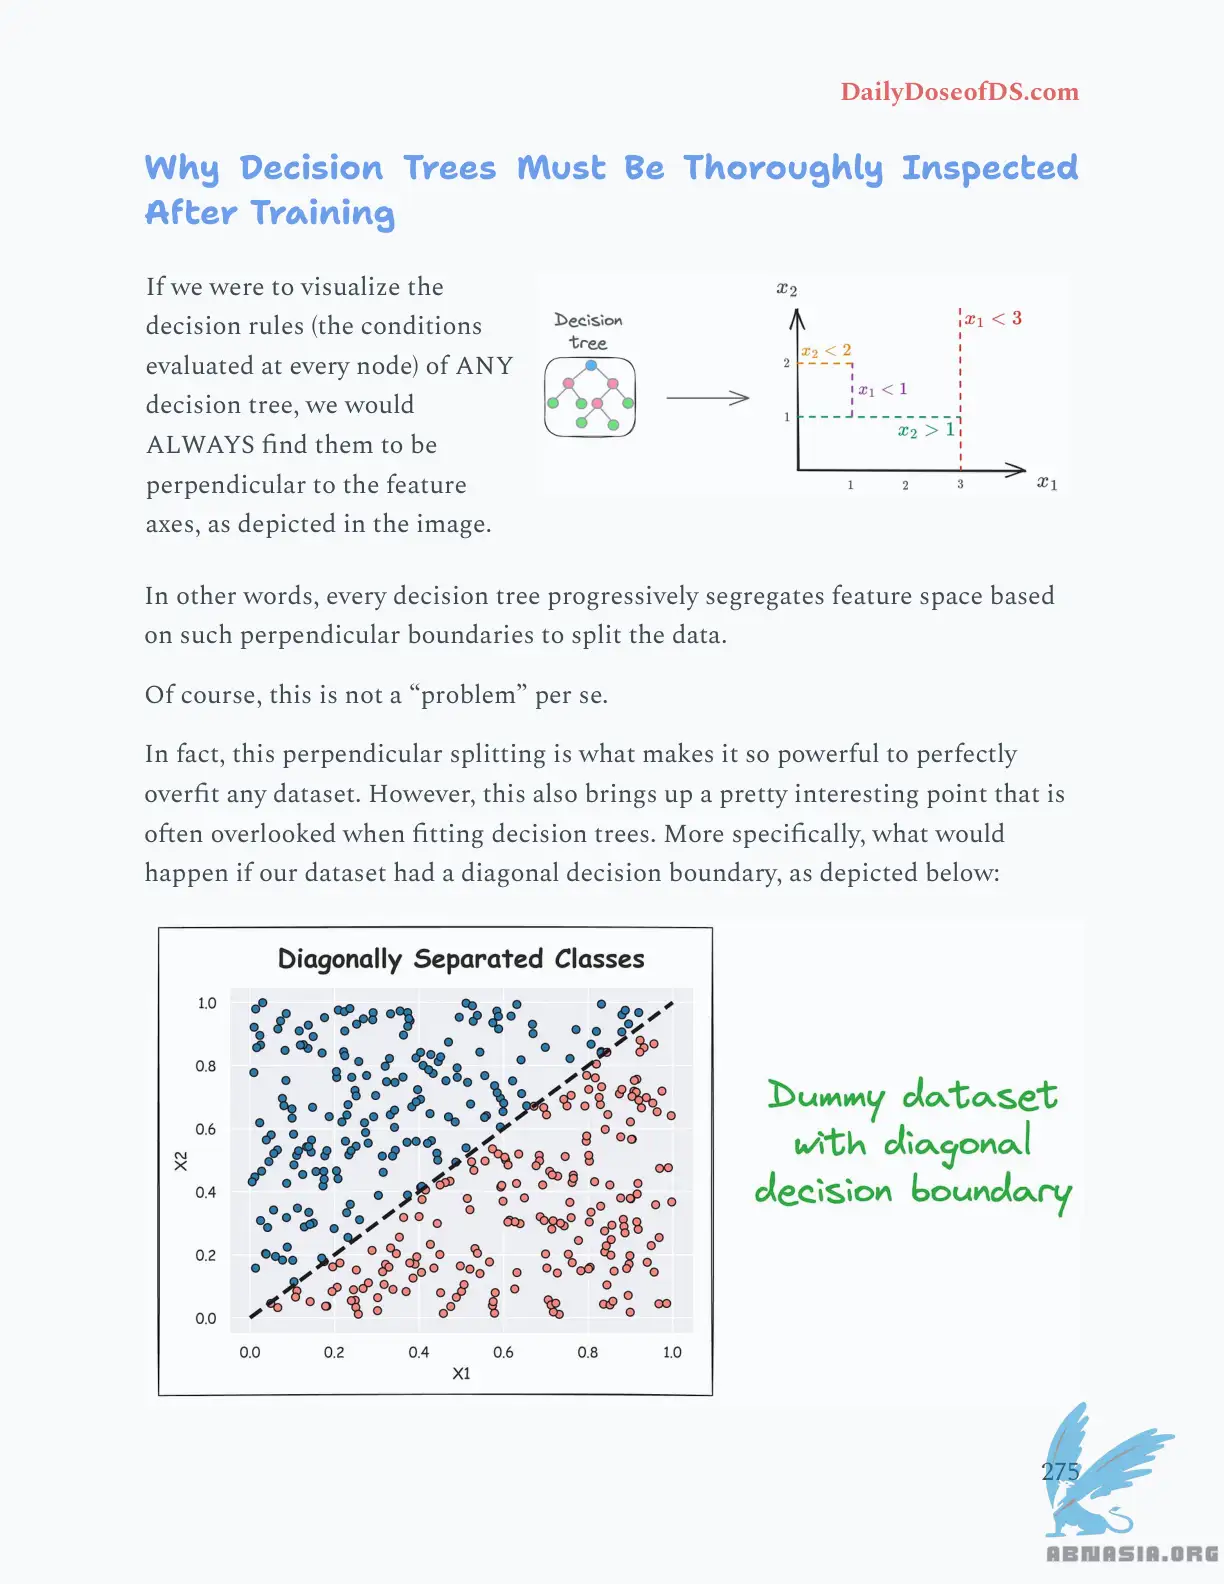 DailyDoseofDS.com
Why Decision Trees Must Be Thoroughly Inspected
After Training
If we were to visualize the
decision rules (the conditions
evaluated at every node) of ANY
decision tree, we would
ALWAYS find them to be
perpendicular to the feature
axes, as depicted in the image.
Decision
tree
x2
x1 < 3
x2 < 2
2
x1 < 1
1
x2 > 1
1 2 3
x1
In other words, every decision tree progressively segregates feature space based
on such perpendicular boundaries to split the data.
Of course, this is not a “problem” per se.
In fact, this perpendicular splitting is what makes it so powerful to perfectly
overfit any dataset. However, this also brings up a pretty interesting point that is
often overlooked when fitting decision trees. More specifically, what would
happen if our dataset had a diagonal decision boundary, as depicted below:
Diagonally Separated Classes
1.0
0.8
0.6
X2
0.4
0.2
0.0
0.0 0.2 0.4 0.6 0.8 1.0
X1
Dummy dataset
with diagonal
decision boundary
275
ABNASIA.ORG